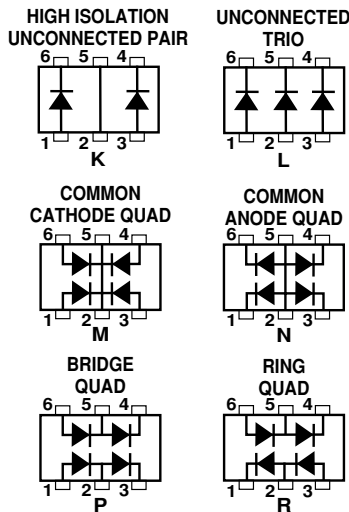 HIGH ISOLATION
UNCONNECTED PAIR
6 5 4
1 2 3
K
UNCONNECTED
TRIO
6 5 4
1 2 3
L
COMMON
CATHODE QUAD
6 5 4
1 2 3
M
COMMON
ANODE QUAD
6 5 4
1 2 3
N
BRIDGE
QUAD
6 5 4
1 2 3
P
RING
QUAD
6 5 4
1 2 3
R